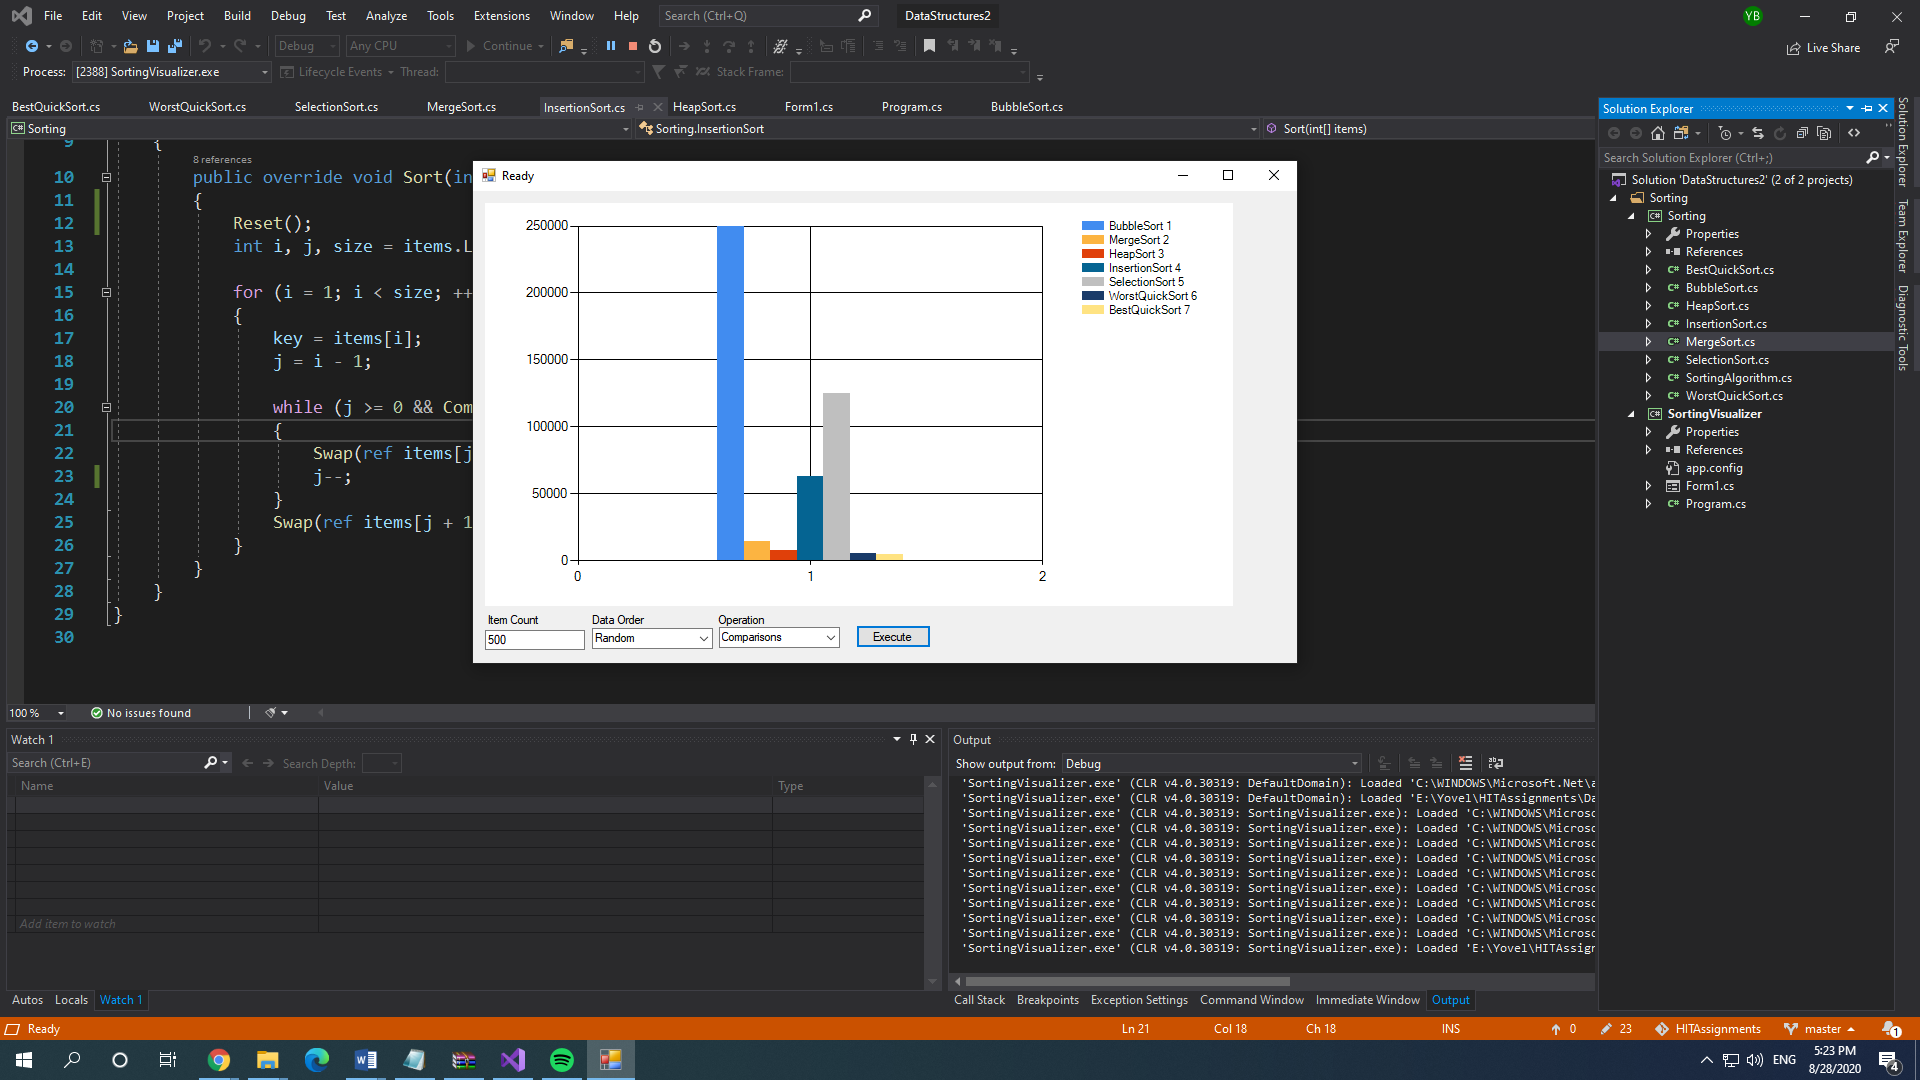 File Edit View Project Build Debug Test Analyze Tools Extensions Window Help Search (Ctrl+Q) DataStructures2 YB
Debug Any CPU Continue Live Share
Process: [2388] SortingVisualizer.exe Lifecycle Events Thread: Stack Frame:
BestQuickSort.cs WorstQuickSort.cs SelectionSort.cs MergeSort.cs InsertionSort.cs HeapSort.cs Form1.cs Program.cs BubbleSort.cs
Sorting Sorting.InsertionSort Sort(int[] items)
9 {
8 references
10 public override void Sort(in
11 {
12 Reset();
13 int i, j, size = items.L
14
15 for (i = 1; i < size; ++
16 {
17 key = items[i];
18 j = i - 1;
19
20 while (j >= 0 && Com
21 {
22 Swap(ref items[j
23 j--;
24 }
25 Swap(ref items[j + 1
26 }
27 }
28 }
29 }
30
Ready
250000
200000
150000
100000
50000
0
0 1 2
BubbleSort 1
MergeSort 2
HeapSort 3
InsertionSort 4
SelectionSort 5
WorstQuickSort 6
BestQuickSort 7
Item Count Data Order Operation
500 Random Comparisons Execute
Solution Explorer
Search Solution Explorer (Ctrl+;)
Solution 'DataStructures2' (2 of 2 projects)
Sorting
Sorting
Properties
References
BestQuickSort.cs
BubbleSort.cs
HeapSort.cs
InsertionSort.cs
MergeSort.cs
SelectionSort.cs
SortingAlgorithm.cs
WorstQuickSort.cs
SortingVisualizer
Properties
References
app.config
Form1.cs
Program.cs
Solution Explorer
Team Explorer
Diagnostic Tools
100 % No issues found
Watch 1
Search (Ctrl+E) Search Depth:
Name Value Type
Add item to watch
Autos Locals Watch 1
Output
Show output from: Debug
'SortingVisualizer.exe' (CLR v4.0.30319: DefaultDomain): Loaded 'C:\WINDOWS\Microsoft.Net\a
'SortingVisualizer.exe' (CLR v4.0.30319: DefaultDomain): Loaded 'E:\Yovel\HITAssignments\Da
'SortingVisualizer.exe' (CLR v4.0.30319: SortingVisualizer.exe): Loaded 'C:\WINDOWS\Microsc
'SortingVisualizer.exe' (CLR v4.0.30319: SortingVisualizer.exe): Loaded 'C:\WINDOWS\Microsc
'SortingVisualizer.exe' (CLR v4.0.30319: SortingVisualizer.exe): Loaded 'C:\WINDOWS\Microsc
'SortingVisualizer.exe' (CLR v4.0.30319: SortingVisualizer.exe): Loaded 'C:\WINDOWS\Microsc
'SortingVisualizer.exe' (CLR v4.0.30319: SortingVisualizer.exe): Loaded 'C:\WINDOWS\Microsc
'SortingVisualizer.exe' (CLR v4.0.30319: SortingVisualizer.exe): Loaded 'C:\WINDOWS\Microsc
'SortingVisualizer.exe' (CLR v4.0.30319: SortingVisualizer.exe): Loaded 'C:\WINDOWS\Microsc
'SortingVisualizer.exe' (CLR v4.0.30319: SortingVisualizer.exe): Loaded 'C:\WINDOWS\Microsc
'SortingVisualizer.exe' (CLR v4.0.30319: SortingVisualizer.exe): Loaded 'C:\WINDOWS\Microsc
'SortingVisualizer.exe' (CLR v4.0.30319: SortingVisualizer.exe): Loaded 'E:\Yovel\HITAssign
Call Stack Breakpoints Exception Settings Command Window Immediate Window Output
Ready Ln 21 Col 18 Ch 18 INS 0 23 HITAssignments master 1
ENG 5:23 PM
8/28/2020 4